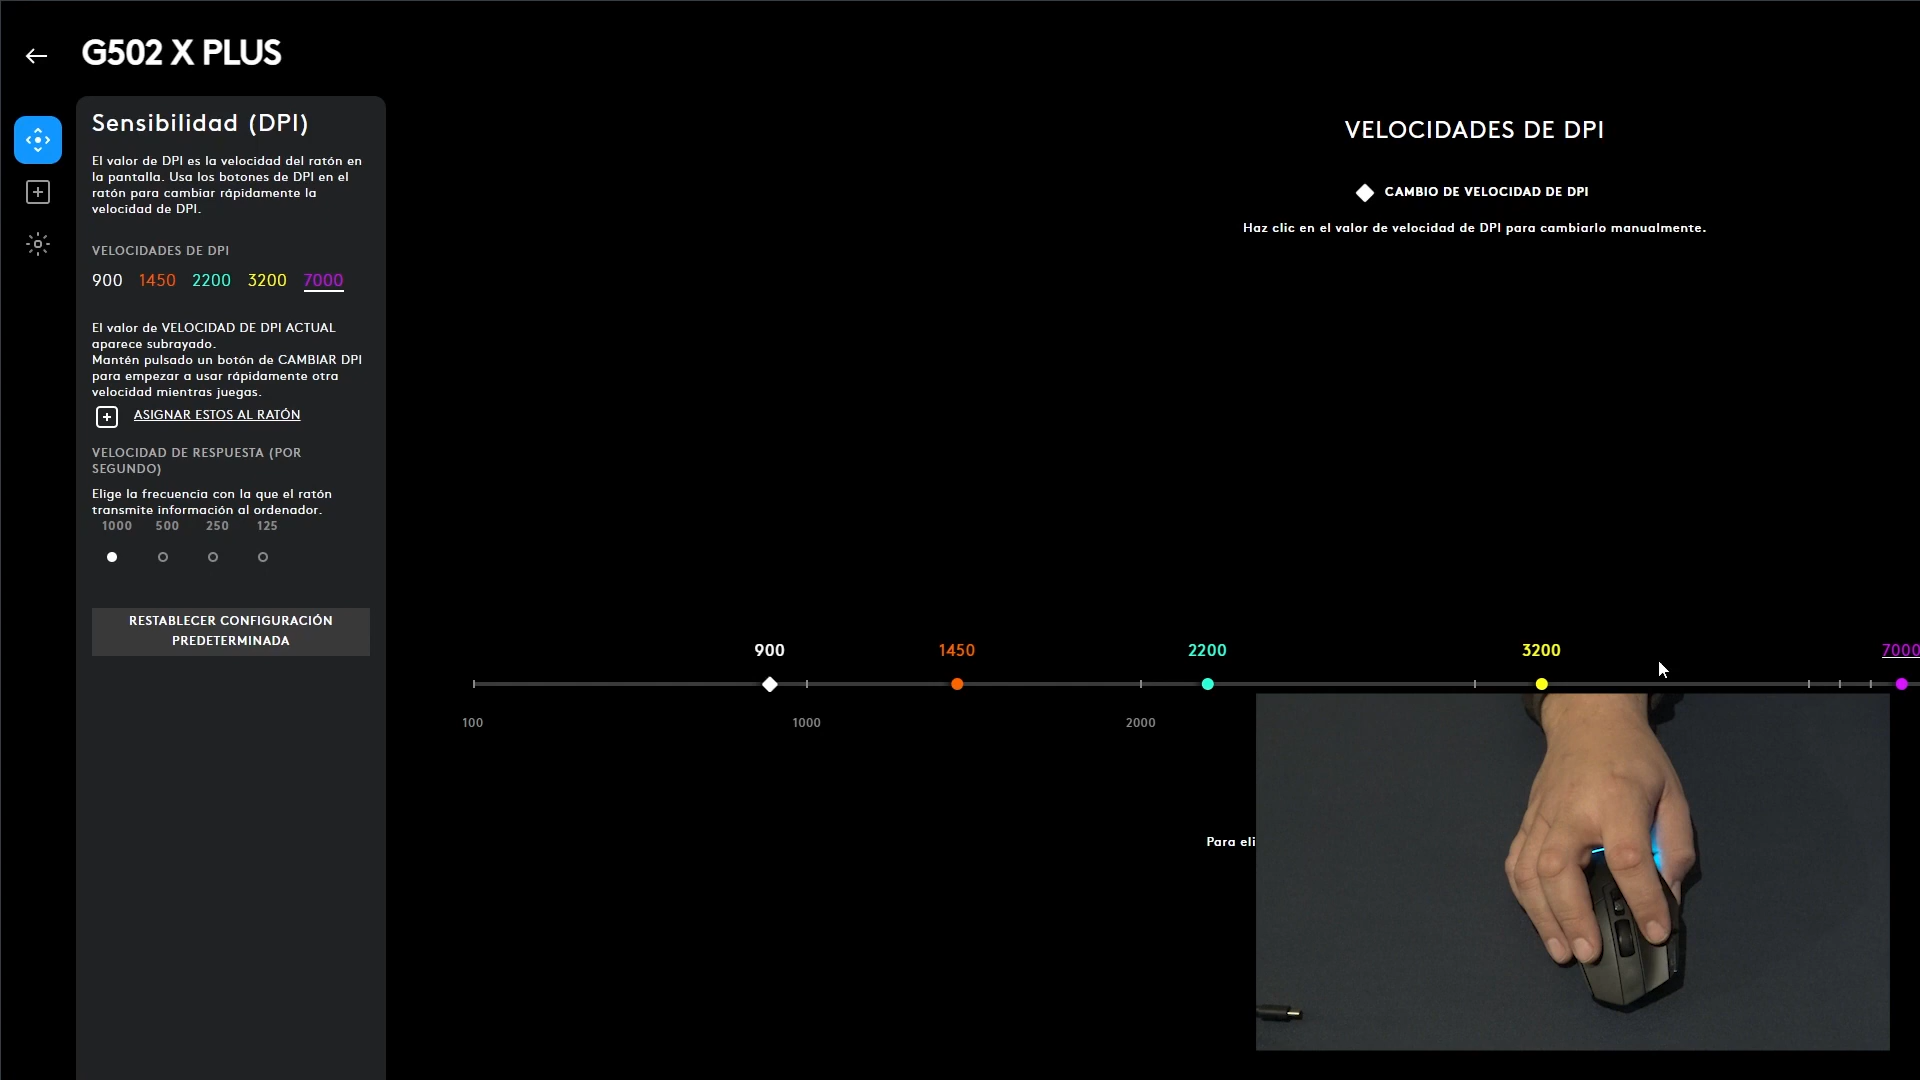 G502 X PLUS
Sensibilidad (DPI)
El valor de DPI es la velocidad del ratón en
la pantalla. Usa los botones de DPI en el
ratón para cambiar rápidamente la
velocidad de DPI.
VELOCIDADES DE DPI
900 1450 2200 3200 7000
El valor de VELOCIDAD DE DPI ACTUAL
aparece subrayado.
Mantén pulsado un botón de CAMBIAR DPI
para empezar a usar rápidamente otra
velocidad mientras juegas.
ASIGNAR ESTOS AL RATÓN
VELOCIDAD DE RESPUESTA (POR
SEGUNDO)
Elige la frecuencia con la que el ratón
transmite información al ordenador.
1000 500 250 125
RESTABLECER CONFIGURACIÓN
PREDETERMINADA
VELOCIDADES DE DPI
CAMBIO DE VELOCIDAD DE DPI
Haz clic en el valor de velocidad de DPI para cambiarlo manualmente.
900 1450 2200 3200 7000
100 1000 2000
Para eli